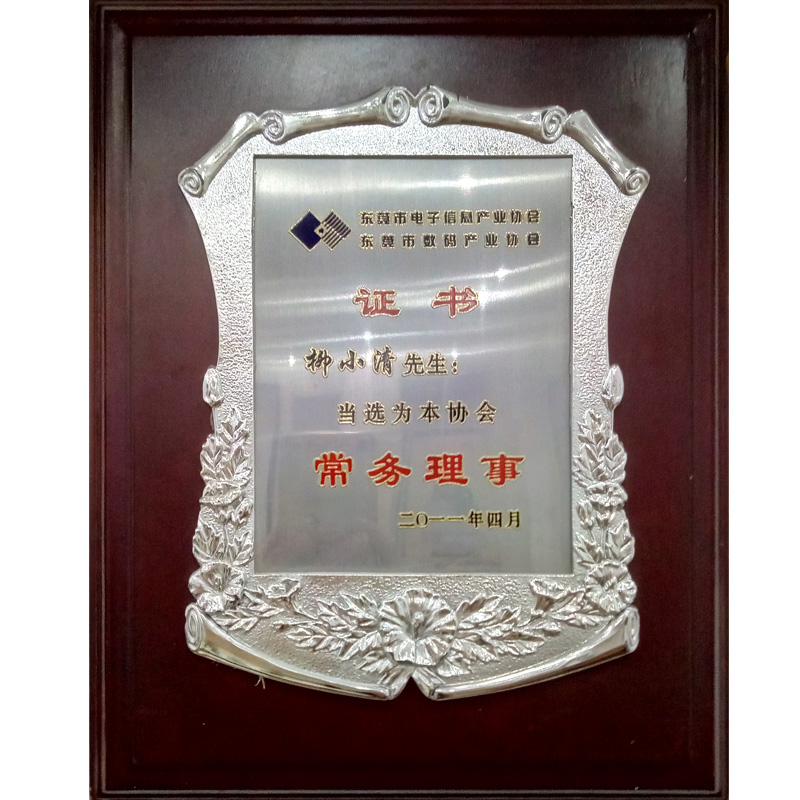 东莞市电子信息产业协会
东莞市数码产业协会
证书
柳小清先生：
当选为本协会
常务理事
二〇一一年四月